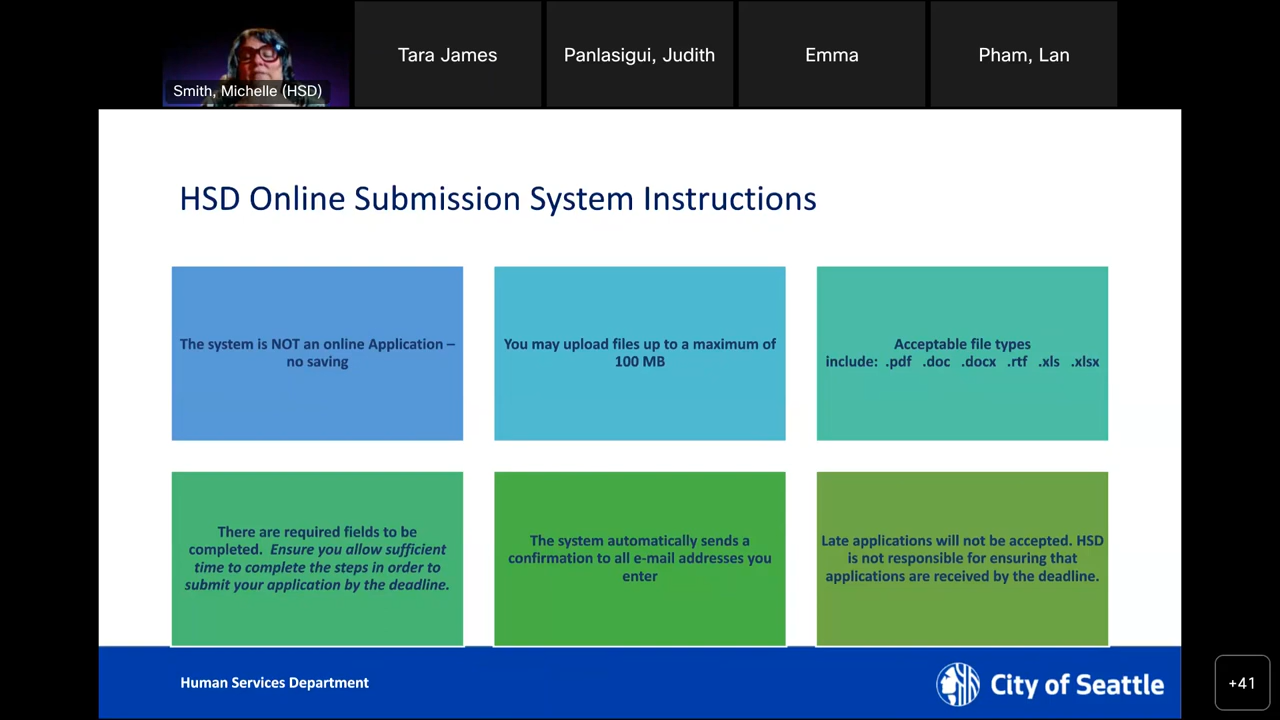 Smith, Michelle (HSD)
Tara James
Panlasigui, Judith
Emma
Pham, Lan
HSD Online Submission System Instructions
The system is NOT an online Application –
no saving
You may upload files up to a maximum of
100 MB
Acceptable file types
include: .pdf .doc .docx .rtf .xls .xlsx
There are required fields to be
completed. Ensure you allow sufficient
time to complete the steps in order to
submit your application by the deadline.
The system automatically sends a
confirmation to all e-mail addresses you
enter
Late applications will not be accepted. HSD
is not responsible for ensuring that
applications are received by the deadline.
Human Services Department
City of Seattle
+41